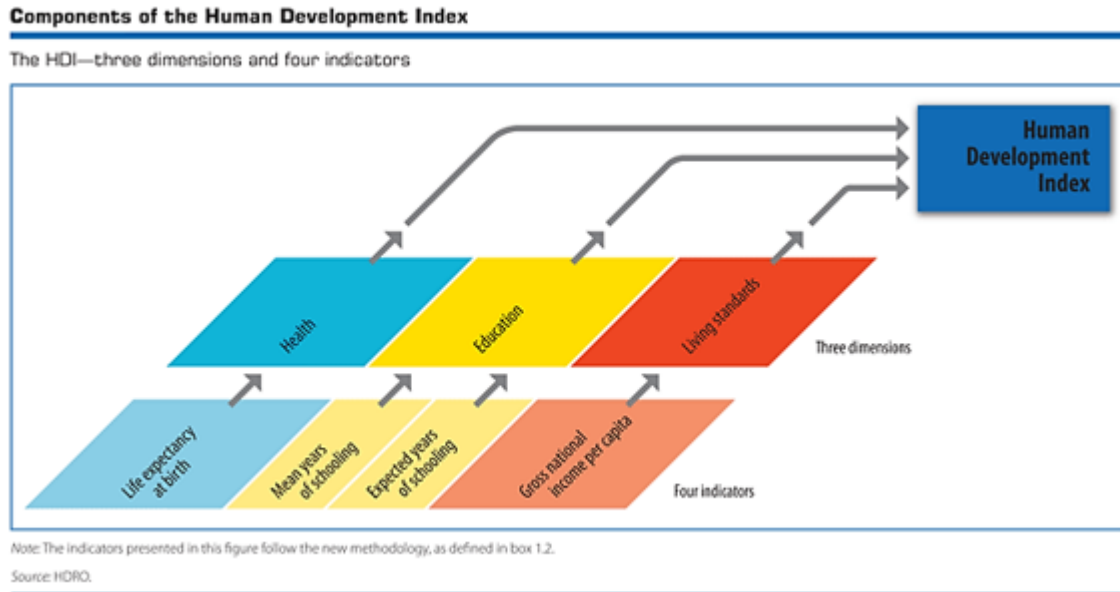 Components of the Human Development Index
The HDI—three dimensions and four indicators
Human
Development
Index
Health
Education
Living standards
Three dimensions
Life expectancy
at birth
Mean years
of schooling
Expected years
of schooling
Gross national
income per capita
Four indicators
Note: The indicators presented in this figure follow the new methodology, as defined in box 1.2.
Source: HDRO.